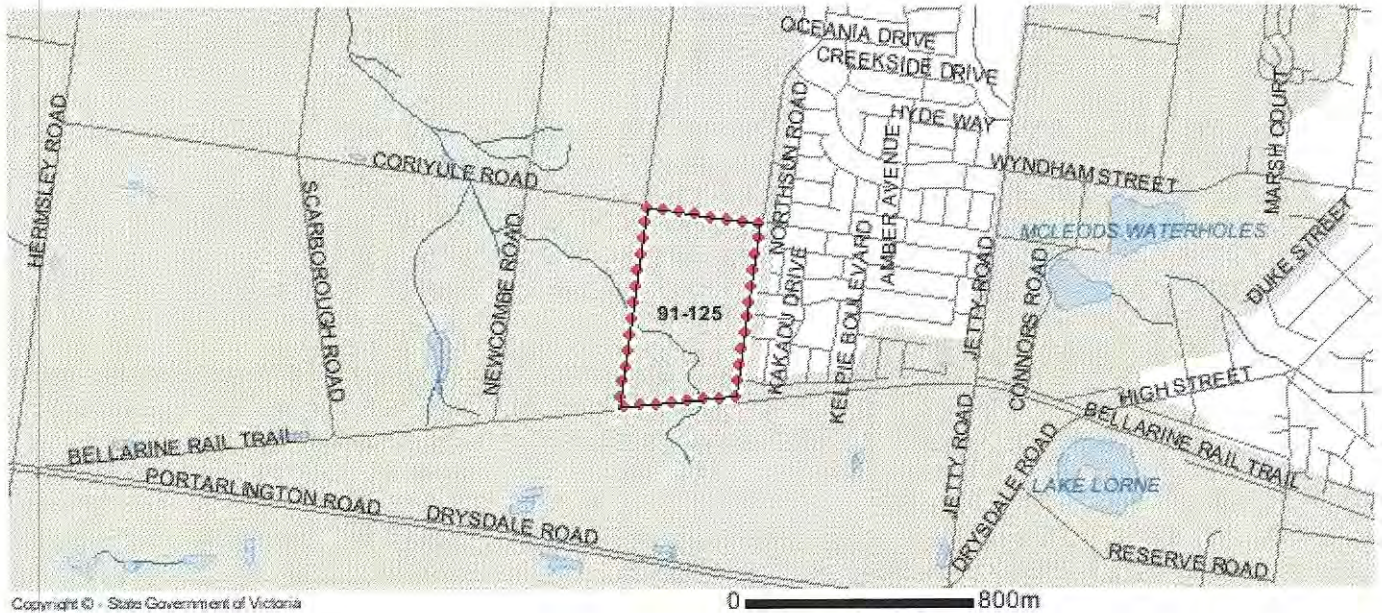 OCEANIA DRIVE
CREEKSIDE DRIVE
HYDE WAY
MARSH COURT
HERMSLEY ROAD
NORTHSUN ROAD
AMBER AVENUE
CORIYULE ROAD
WYNDHAM STREET
SCARBOROUGH ROAD
NEWCOMBE ROAD
MCLEODS WATERHOLES
DUKE STREET
91-125
KAKADU DRIVE
KELPIE BOULEVARD
JETTY ROAD
CONNORS ROAD
HIGH STREET
BELLARINE RAIL TRAIL
BELLARINE RAIL TRAIL
PORTARLINGTON ROAD
DRYSDALE ROAD
JETTY ROAD
DRYSDALE ROAD
LAKE LORNE
RESERVE ROAD
Copyright © - State Government of Victoria
0 800m